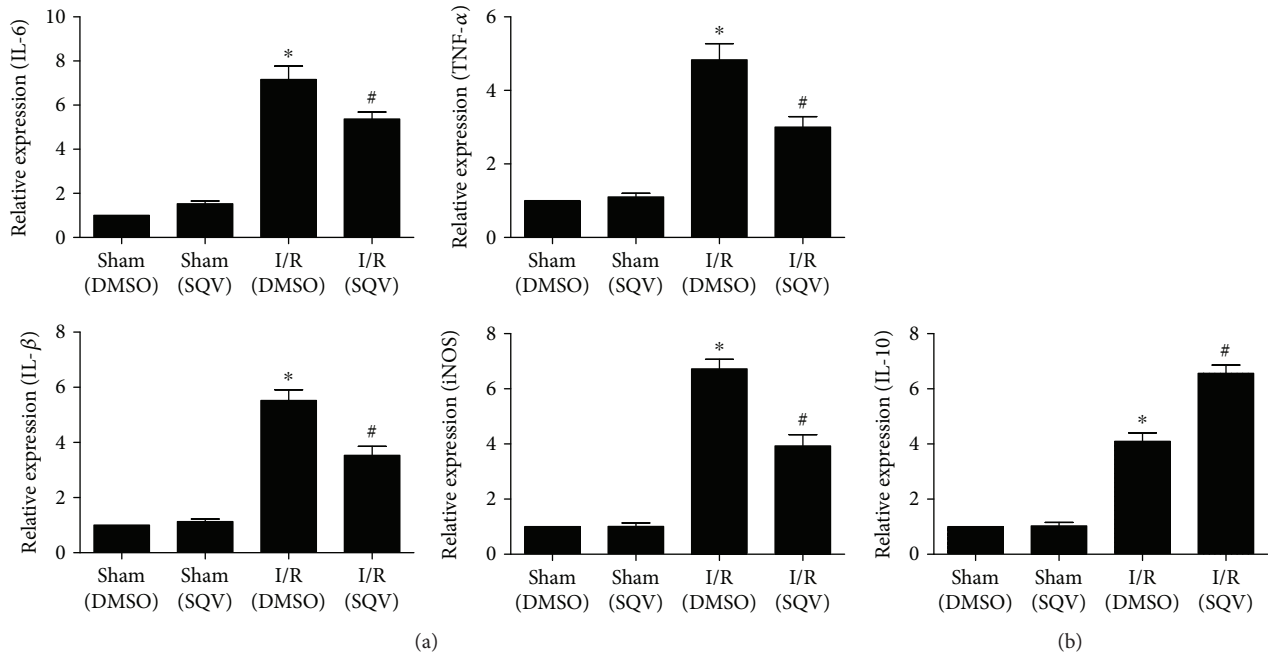 Relative expression (IL-6)
10
8
6
4
2
0
*
#
Sham
(DMSO)
Sham
(SQV)
I/R
(DMSO)
I/R
(SQV)
Relative expression (TNF-α)
6
4
2
0
*
#
Sham
(DMSO)
Sham
(SQV)
I/R
(DMSO)
I/R
(SQV)
Relative expression (IL-β)
8
6
4
2
0
*
#
Sham
(DMSO)
Sham
(SQV)
I/R
(DMSO)
I/R
(SQV)
Relative expression (iNOS)
8
6
4
2
0
*
#
Sham
(DMSO)
Sham
(SQV)
I/R
(DMSO)
I/R
(SQV)
(a)
Relative expression (IL-10)
8
6
4
2
0
*
#
Sham
(DMSO)
Sham
(SQV)
I/R
(DMSO)
I/R
(SQV)
(b)